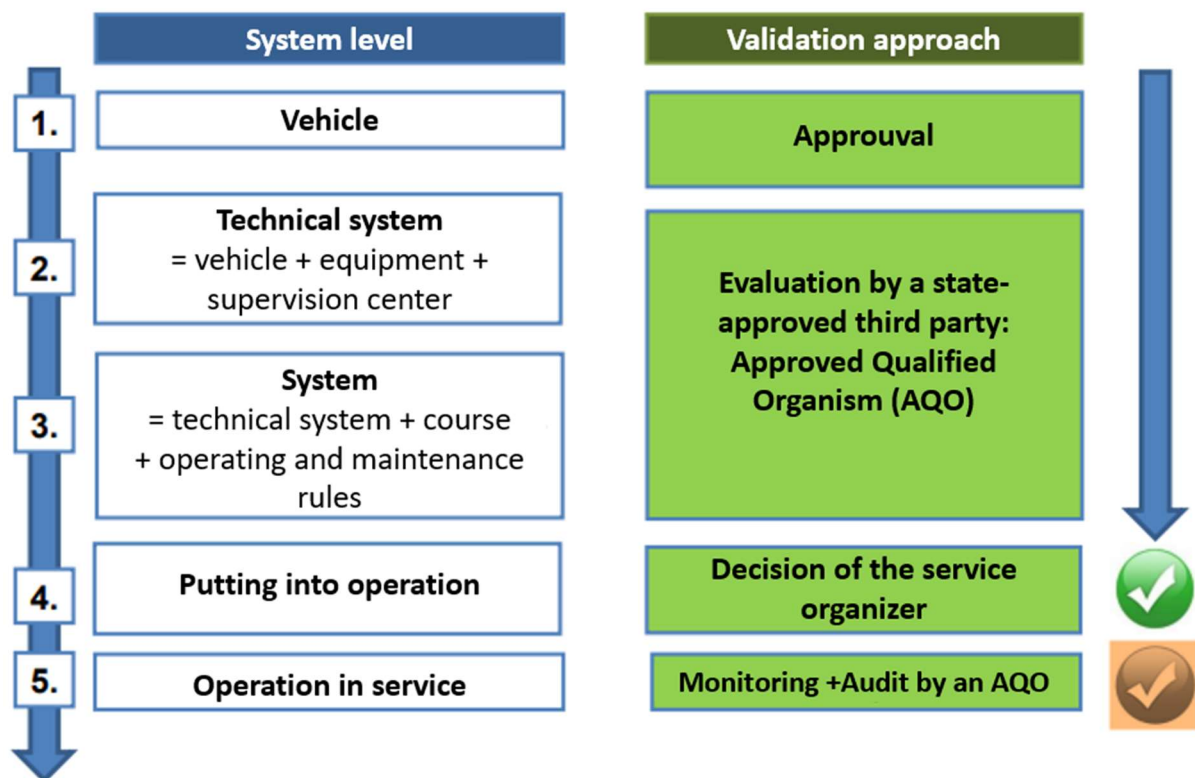 System level
Validation approach
1.
Vehicle
Approuval
2.
Technical system
= vehicle + equipment +
supervision center
Evaluation by a state-
approved third party:
Approved Qualified
Organism (AQO)
3.
System
= technical system + course
+ operating and maintenance
rules
4.
Putting into operation
Decision of the service
organizer
5.
Operation in service
Monitoring +Audit by an AQO